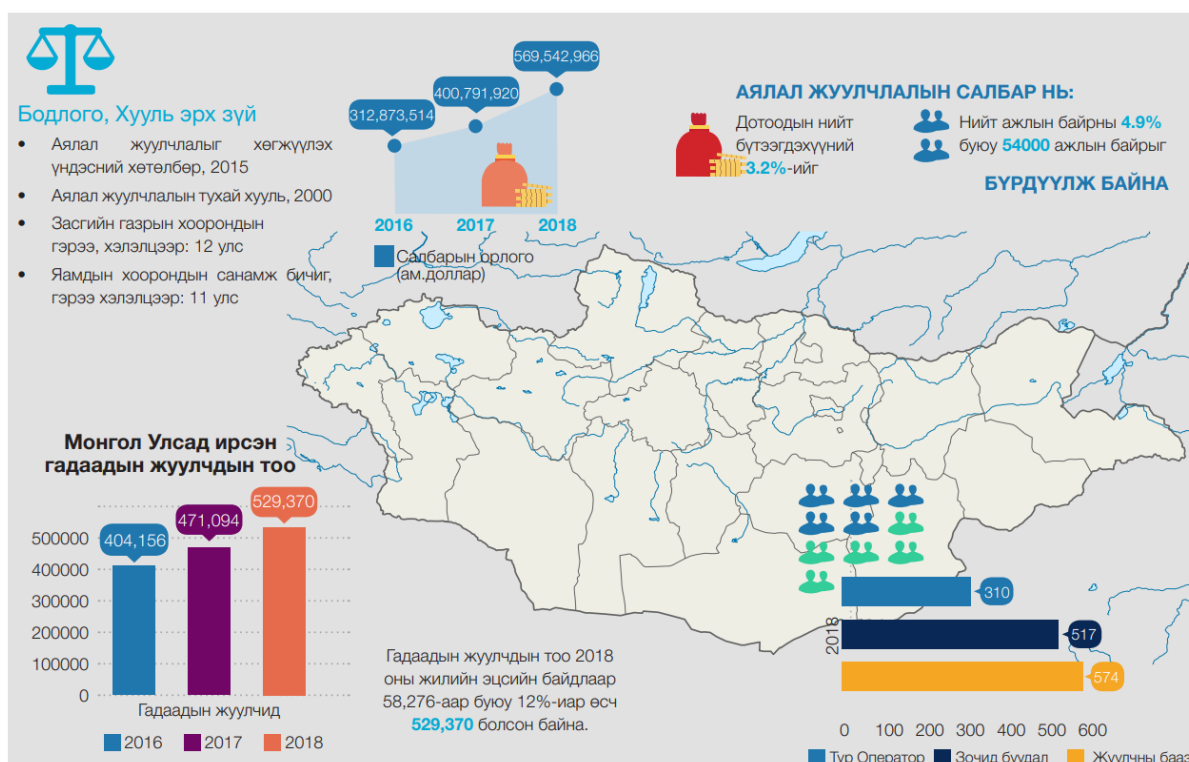 Бодлого, Хууль эрх зүй
• Аялал жуулчлалыг хөгжүүлэх
үндэсний хөтөлбөр, 2015
• Аялал жуулчлалын тухай хууль, 2000
• Засгийн газрын хоорондын
гэрээ, хэлэлцээр: 12 улс
• Яамдын хоорондын санамж бичиг,
гэрээ хэлэлцээр: 11 улс
312,873,514
400,791,920
569,542,966
2016 2017 2018
Салбарын орлого
(ам.доллар)
АЯЛАЛ ЖУУЛЧЛАЛЫН САЛБАР НЬ:
Дотоодын нийт
бүтээгдэхүүний
3.2%-ийг
Нийт ажлын байрны 4.9%
буюу 54000 ажлын байрыг
БҮРДҮҮЛЖ БАЙНА
Монгол Улсад ирсэн
гадаадын жуулчдын тоо
404,156
471,094
529,370
500000
400000
300000
200000
100000
0
Гадаадын жуулчид
2016 2017 2018
Гадаадын жуулчдын тоо 2018
оны жилийн эцсийн байдлаар
58,276-аар буюу 12%-иар өсч
529,370 болсон байна.
2018
310
517
574
0 100 200 300 400 500 600
Тур Оператор Зочид буудал Жуулчны бааз